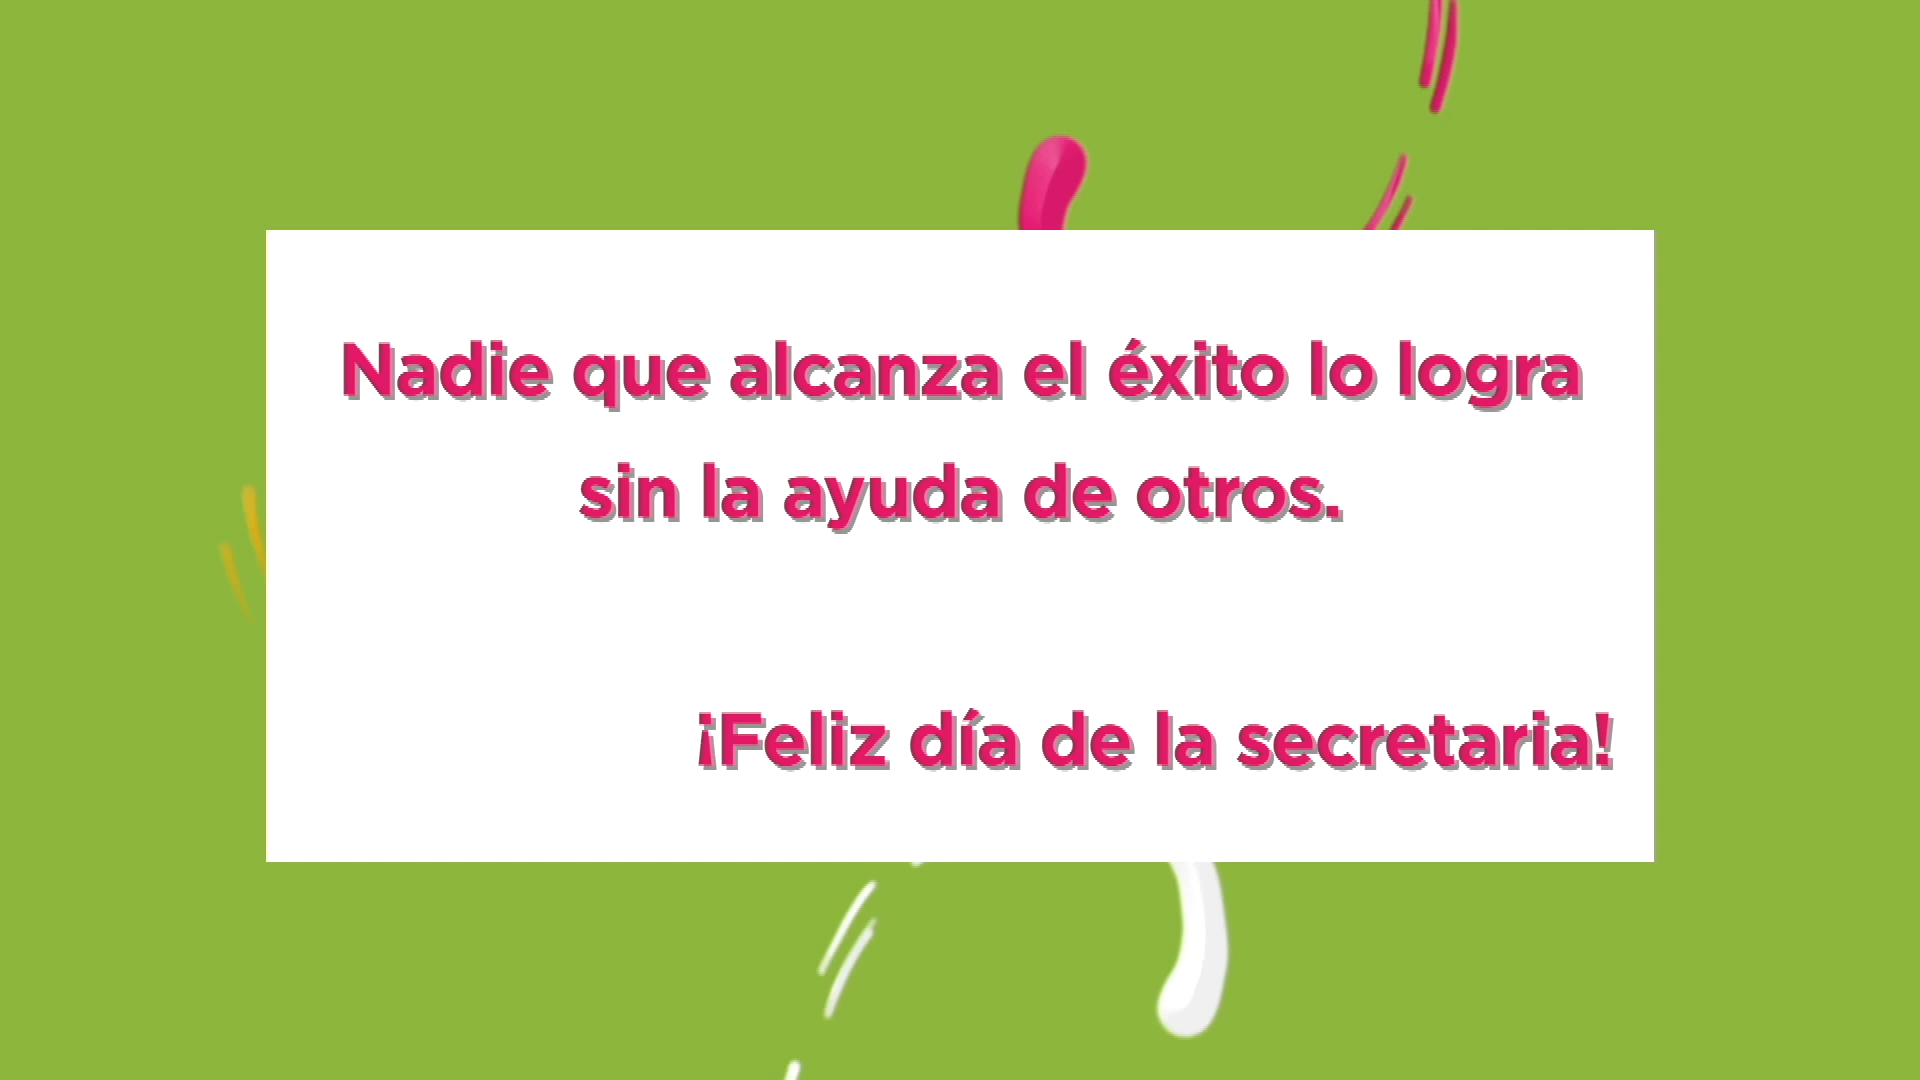 Nadie que alcanza el éxito lo logra
sin la ayuda de otros.
¡Feliz día de la secretaria!